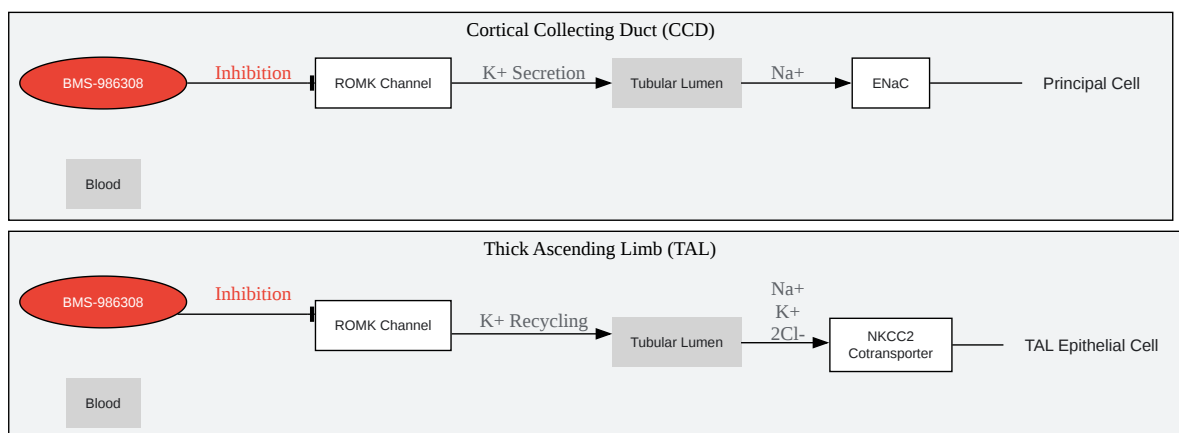 Cortical Collecting Duct (CCD)
BMS-986308
Inhibition
ROMK Channel
K+ Secretion
Tubular Lumen
Na+
ENaC
Principal Cell
Blood
Thick Ascending Limb (TAL)
BMS-986308
Inhibition
ROMK Channel
K+ Recycling
Tubular Lumen
Na+
K+
2Cl-
NKCC2
Cotransporter
TAL Epithelial Cell
Blood